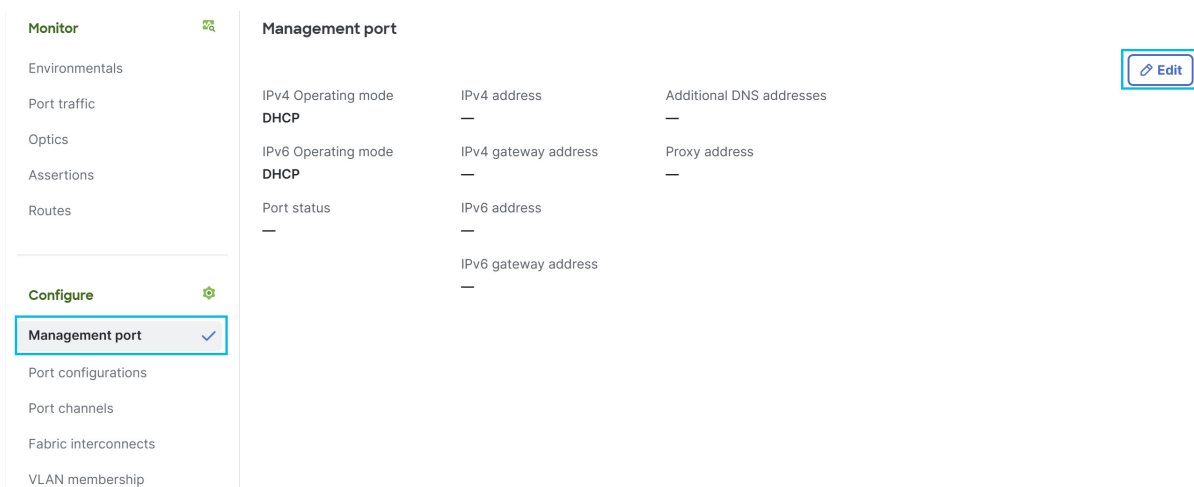 Monitor
Environmentals
Port traffic
Optics
Assertions
Routes
Configure
Management port
Port configurations
Port channels
Fabric interconnects
VLAN membership
Management port
Edit
IPv4 Operating mode
DHCP
IPv6 Operating mode
DHCP
Port status
—
IPv4 address
—
IPv4 gateway address
—
IPv6 address
—
IPv6 gateway address
—
Additional DNS addresses
—
Proxy address
—